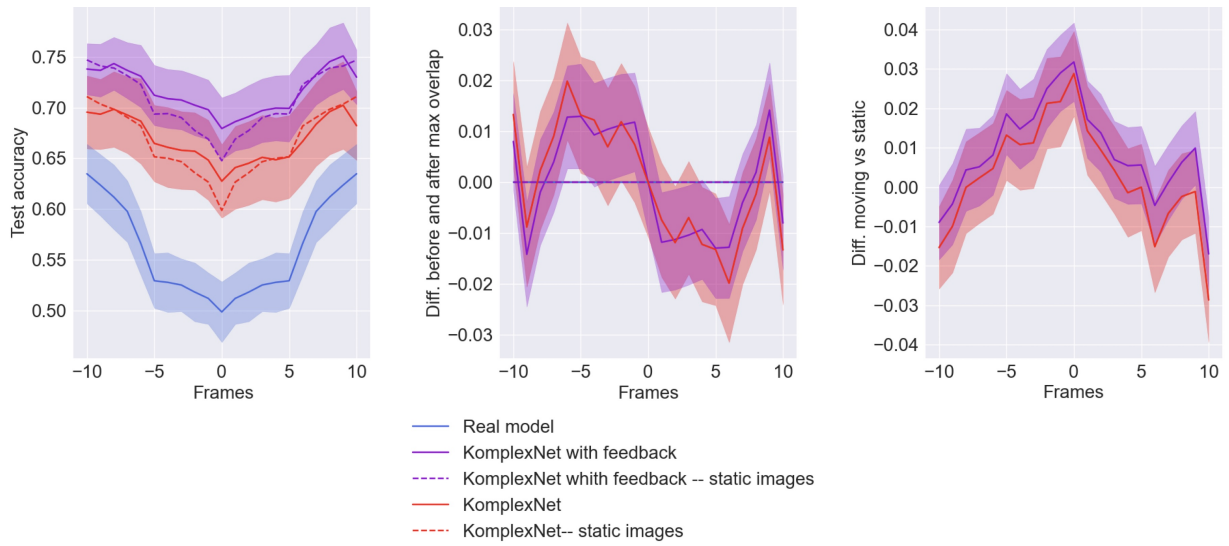 Test accuracy
0.75
0.70
0.65
0.60
0.55
0.50
−10 −5 0 5 10
Frames
Diff. before and after max overlap
0.03
0.02
0.01
0.00
−0.01
−0.02
−0.03
−10 −5 0 5 10
Frames
Diff. moving vs static
0.04
0.03
0.02
0.01
0.00
−0.01
−0.02
−0.03
−0.04
−10 −5 0 5 10
Frames
Real model
KomplexNet with feedback
KomplexNet whith feedback -- static images
KomplexNet
KomplexNet-- static images